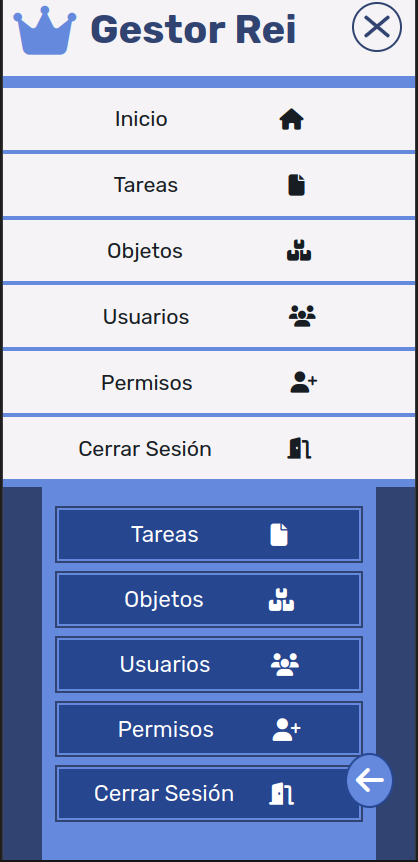 Gestor Rei
Inicio
Tareas
Objetos
Usuarios
Permisos
Cerrar Sesión
Tareas
Objetos
Usuarios
Permisos
Cerrar Sesión